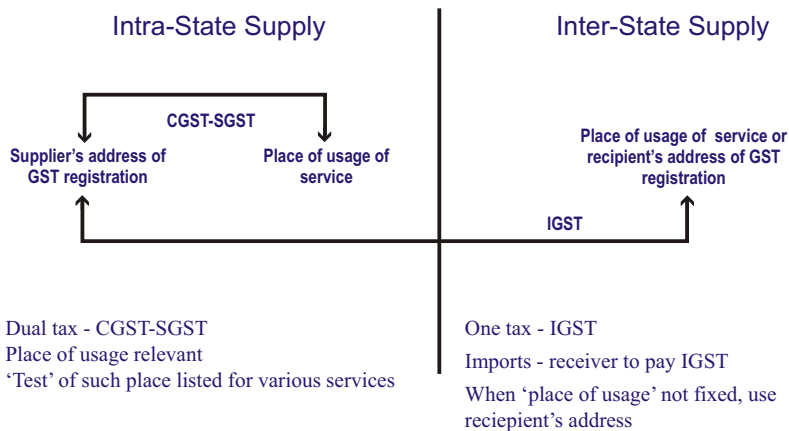 Intra-State Supply
Inter-State Supply
CGST-SGST
Supplier's address of
GST registration
Place of usage of
service
Place of usage of service or
recipient's address of GST
registration
IGST
Dual tax - CGST-SGST
Place of usage relevant
‘Test’ of such place listed for various services
One tax - IGST
Imports - receiver to pay IGST
When ‘place of usage’ not fixed, use
reciepient's address